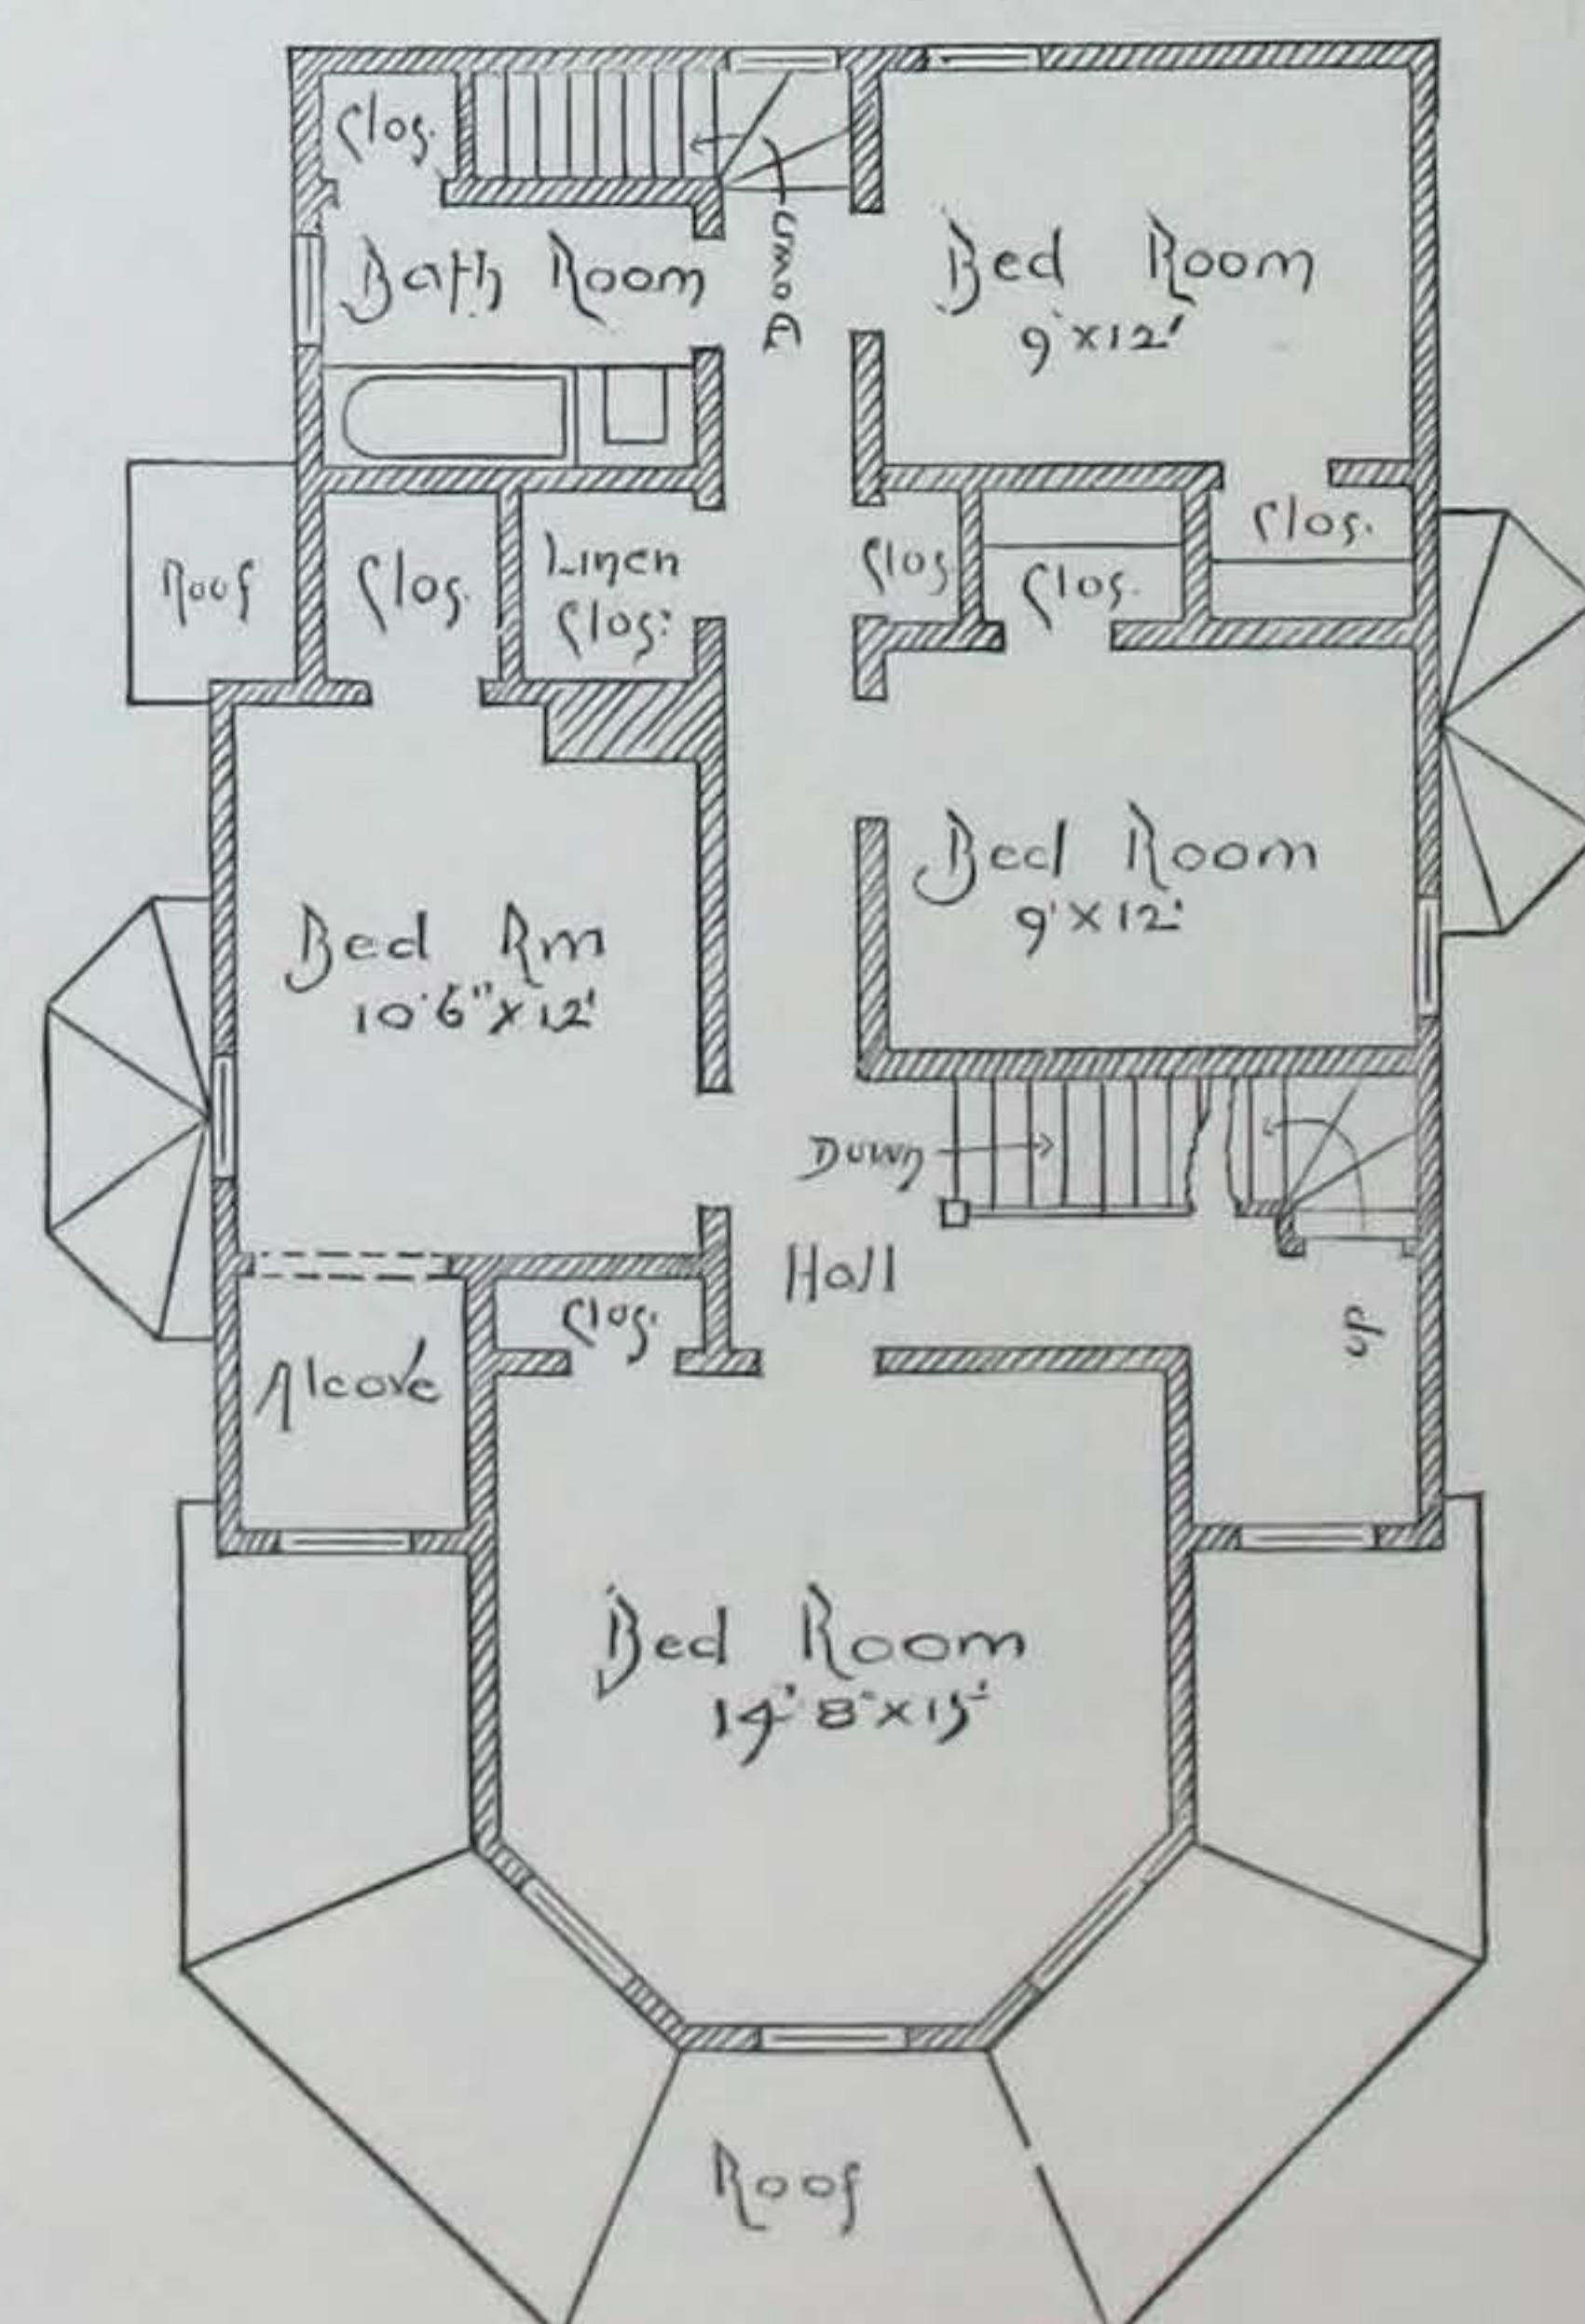 Clos.
Bath Room
Down
Bed Room
9'x12'
Roof
Clos.
Linen
Clos:
Clos
Clos.
Clos.
Bed Rm
10'6"x12'
Bed Room
9'x12'
Down
Hall
Up
Clos.
Alcove
Bed Room
14'8"x15'
Roof